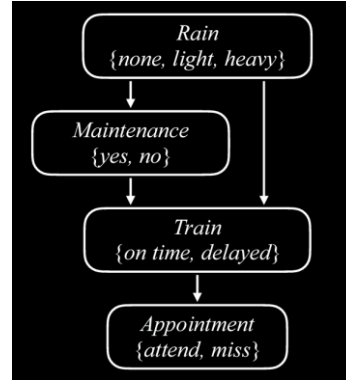 Rain
{none, light, heavy}
Maintenance
{yes, no}
Train
{on time, delayed}
Appointment
{attend, miss}